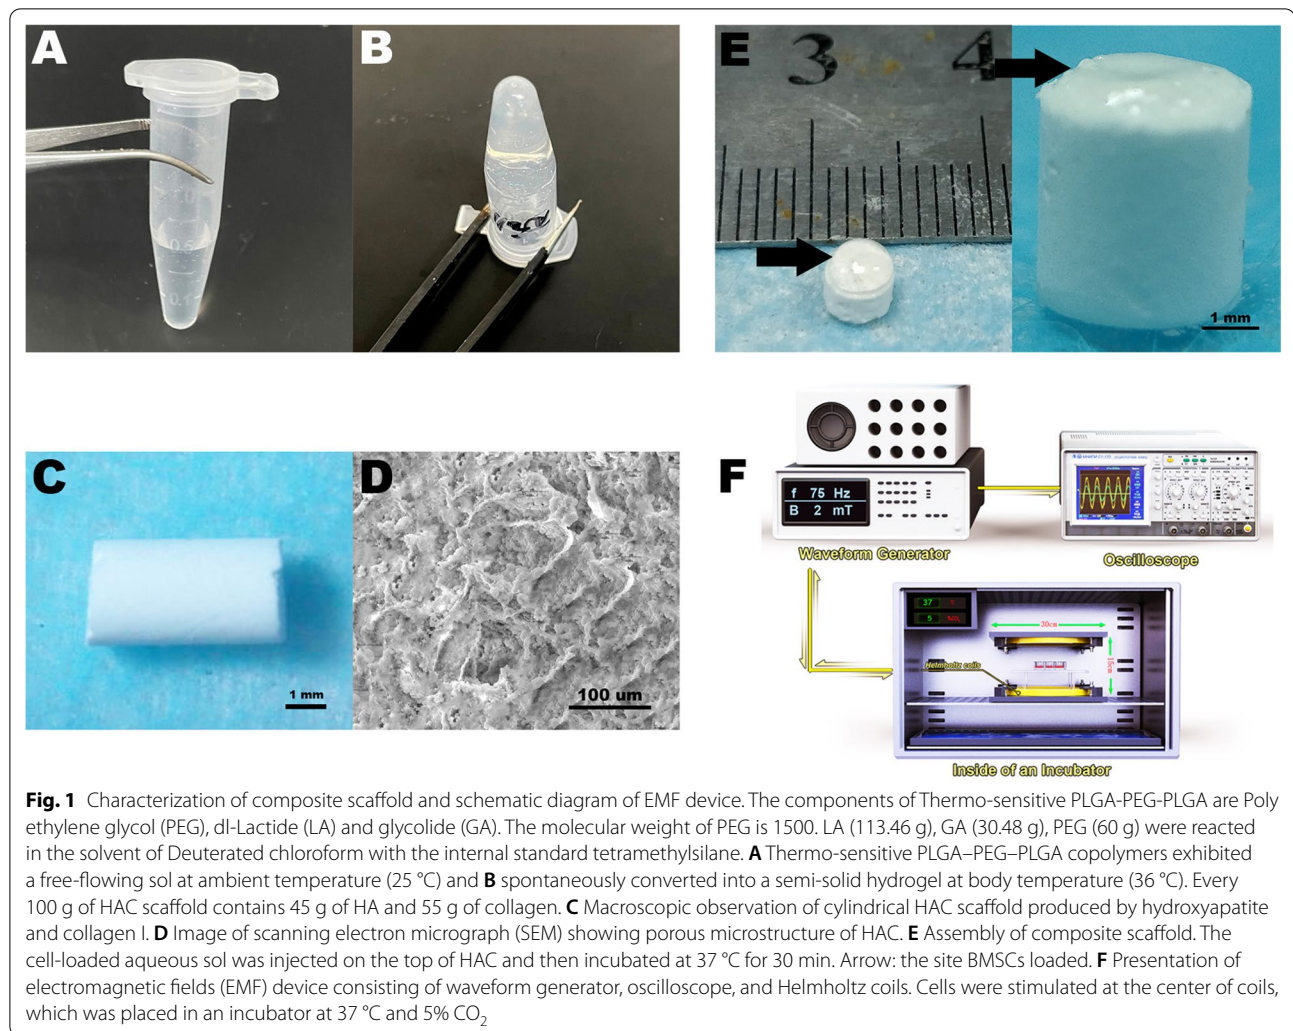 A
B
E
3
4
0.5
0.1
1 mm
C
1 mm
D
100 um
F
f 75 Hz
B 2 mT
Waveform Generator
Oscilloscope
37 °C
5
30cm
15cm
Helmholtz coils
Inside of an Incubator
Fig. 1 Characterization of composite scaffold and schematic diagram of EMF device. The components of Thermo-sensitive PLGA-PEG-PLGA are Poly
ethylene glycol (PEG), dl-Lactide (LA) and glycolide (GA). The molecular weight of PEG is 1500. LA (113.46 g), GA (30.48 g), PEG (60 g) were reacted
in the solvent of Deuterated chloroform with the internal standard tetramethylsilane. A Thermo-sensitive PLGA–PEG–PLGA copolymers exhibited
a free-flowing sol at ambient temperature (25 °C) and B spontaneously converted into a semi-solid hydrogel at body temperature (36 °C). Every
100 g of HAC scaffold contains 45 g of HA and 55 g of collagen. C Macroscopic observation of cylindrical HAC scaffold produced by hydroxyapatite
and collagen I. D Image of scanning electron micrograph (SEM) showing porous microstructure of HAC. E Assembly of composite scaffold. The
cell-loaded aqueous sol was injected on the top of HAC and then incubated at 37 °C for 30 min. Arrow: the site BMSCs loaded. F Presentation of
electromagnetic fields (EMF) device consisting of waveform generator, oscilloscope, and Helmholtz coils. Cells were stimulated at the center of coils,
which was placed in an incubator at 37 °C and 5% CO₂